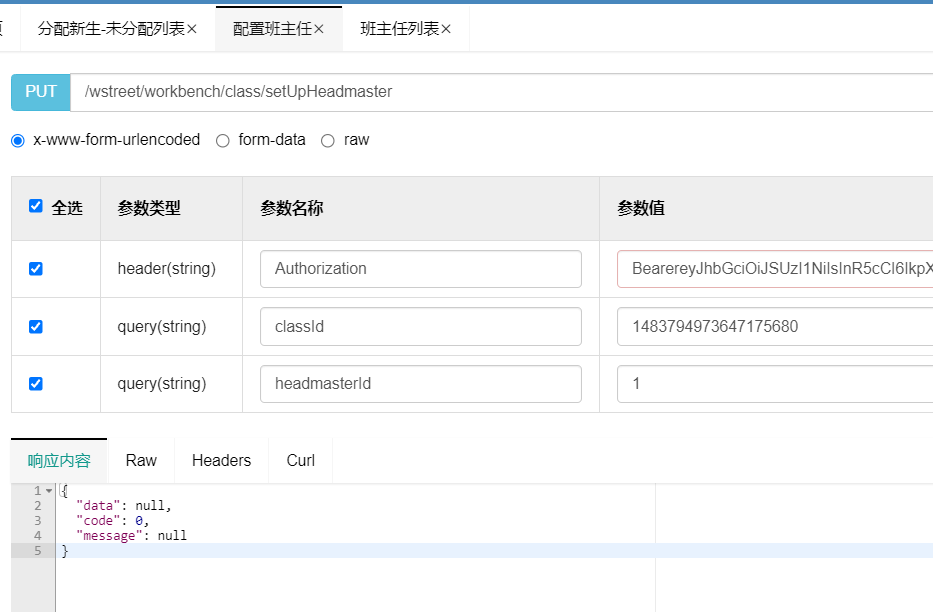 分配新生-未分配列表× 配置班主任× 班主任列表×
PUT /wstreet/workbench/class/setUpHeadmaster
x-www-form-urlencoded form-data raw
全选 参数类型 参数名称 参数值
header(string) Authorization
query(string) classId 1483794973647175680
query(string) headmasterId 1
响应内容 Raw Headers Curl
1 {
2 "data": null,
3 "code": 0,
4 "message": null
5 }